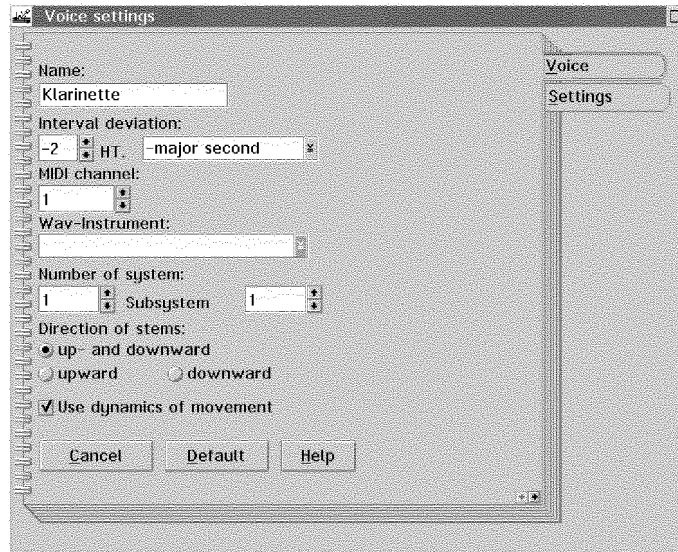 Voice settings
Name:
Klarinette
Interval deviation:
-2 HT. -major second
MIDI channel:
1
Wav-Instrument:
Number of system:
1 Subsystem 1
Direction of stems:
up- and downward
upward downward
Use dynamics of movement
Cancel Default Help
Voice
Settings